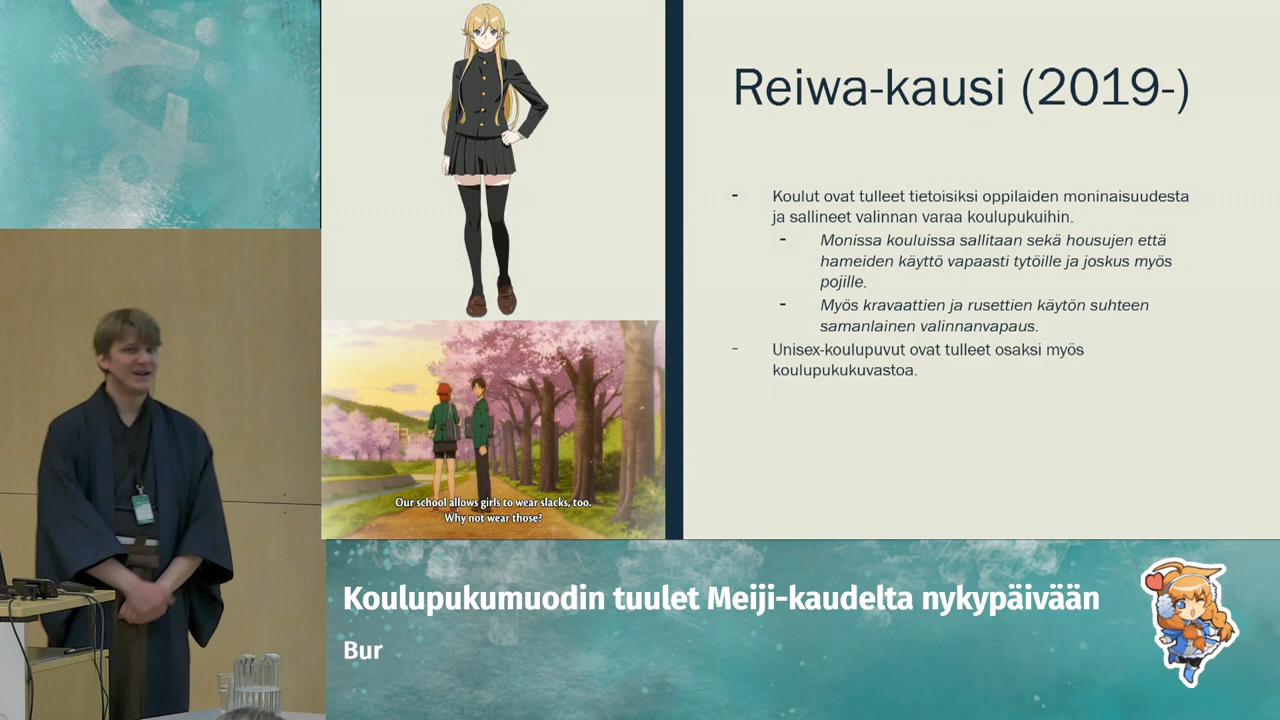 Reiwa-kausi (2019-)
- Koulut ovat tulleet tietoisiksi oppilaiden moninaisuudesta
ja sallineet valinnan varaa koulupukuihin.
- Monissa kouluissa sallitaan sekä housujen että
hameiden käyttö vapaasti tytöille ja joskus myös
pojille.
- Myös kravaattien ja rusettien käytön suhteen
samanlainen valinnanvapaus.
- Unisex-koulupuvut ovat tulleet osaksi myös
koulupukukuvastoa.
Our school allows girls to wear slacks, too.
Why not wear those?
Koulupukumuodin tuulet Meiji-kaudelta nykypäivään
Bur